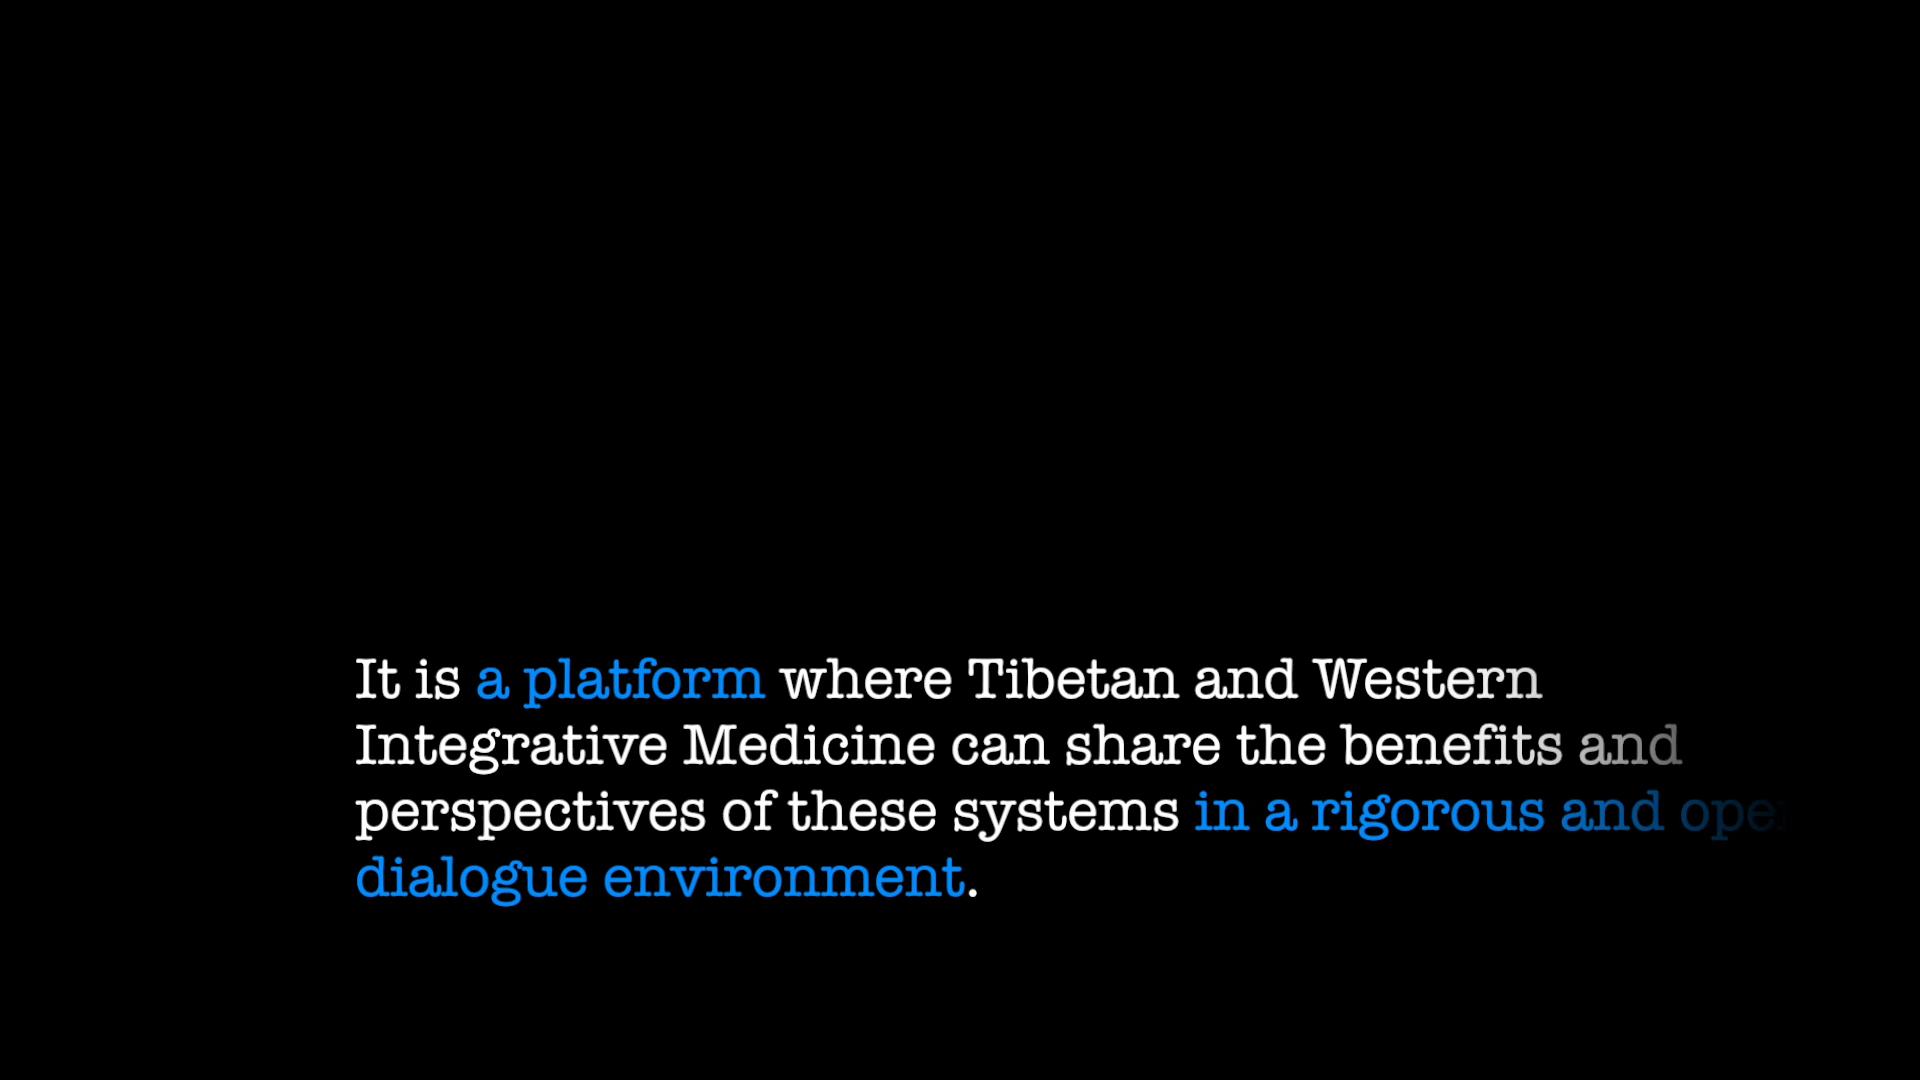 It is a platform where Tibetan and Western
Integrative Medicine can share the benefits and
perspectives of these systems in a rigorous and ope
dialogue environment.